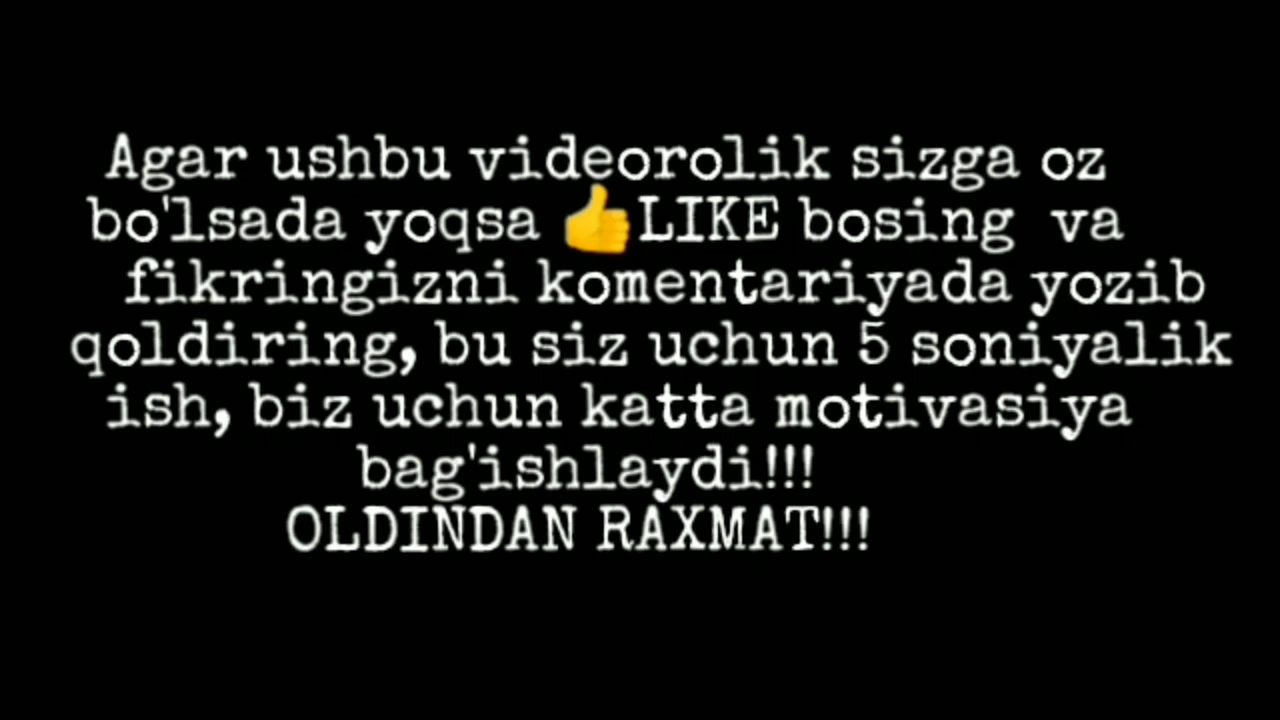 Agar ushbu videorolik sizga oz
bo'lsada yoqsa 👍LIKE bosing va
fikringizni komentariyada yozib
qoldiring, bu siz uchun 5 soniyalik
ish, biz uchun katta motivasiya
bag'ishlaydi!!!
OLDINDAN RAXMAT!!!